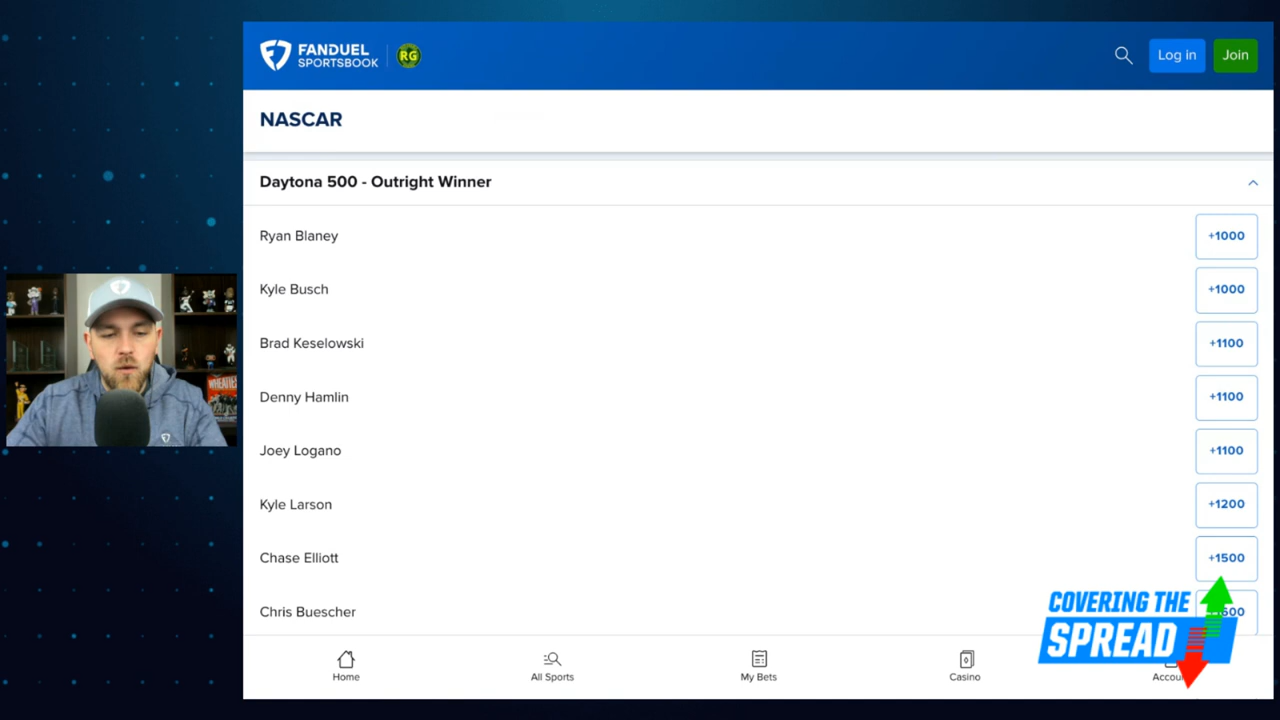 FANDUEL
SPORTSBOOK
RG
Log in
Join
NASCAR
Daytona 500 - Outright Winner
Ryan Blaney
+1000
Kyle Busch
+1000
Brad Keselowski
+1100
Denny Hamlin
+1100
Joey Logano
+1100
Kyle Larson
+1200
Chase Elliott
+1500
Chris Buescher
COVERING THE
SPREAD
WHEATIES
Home
All Sports
My Bets
Casino